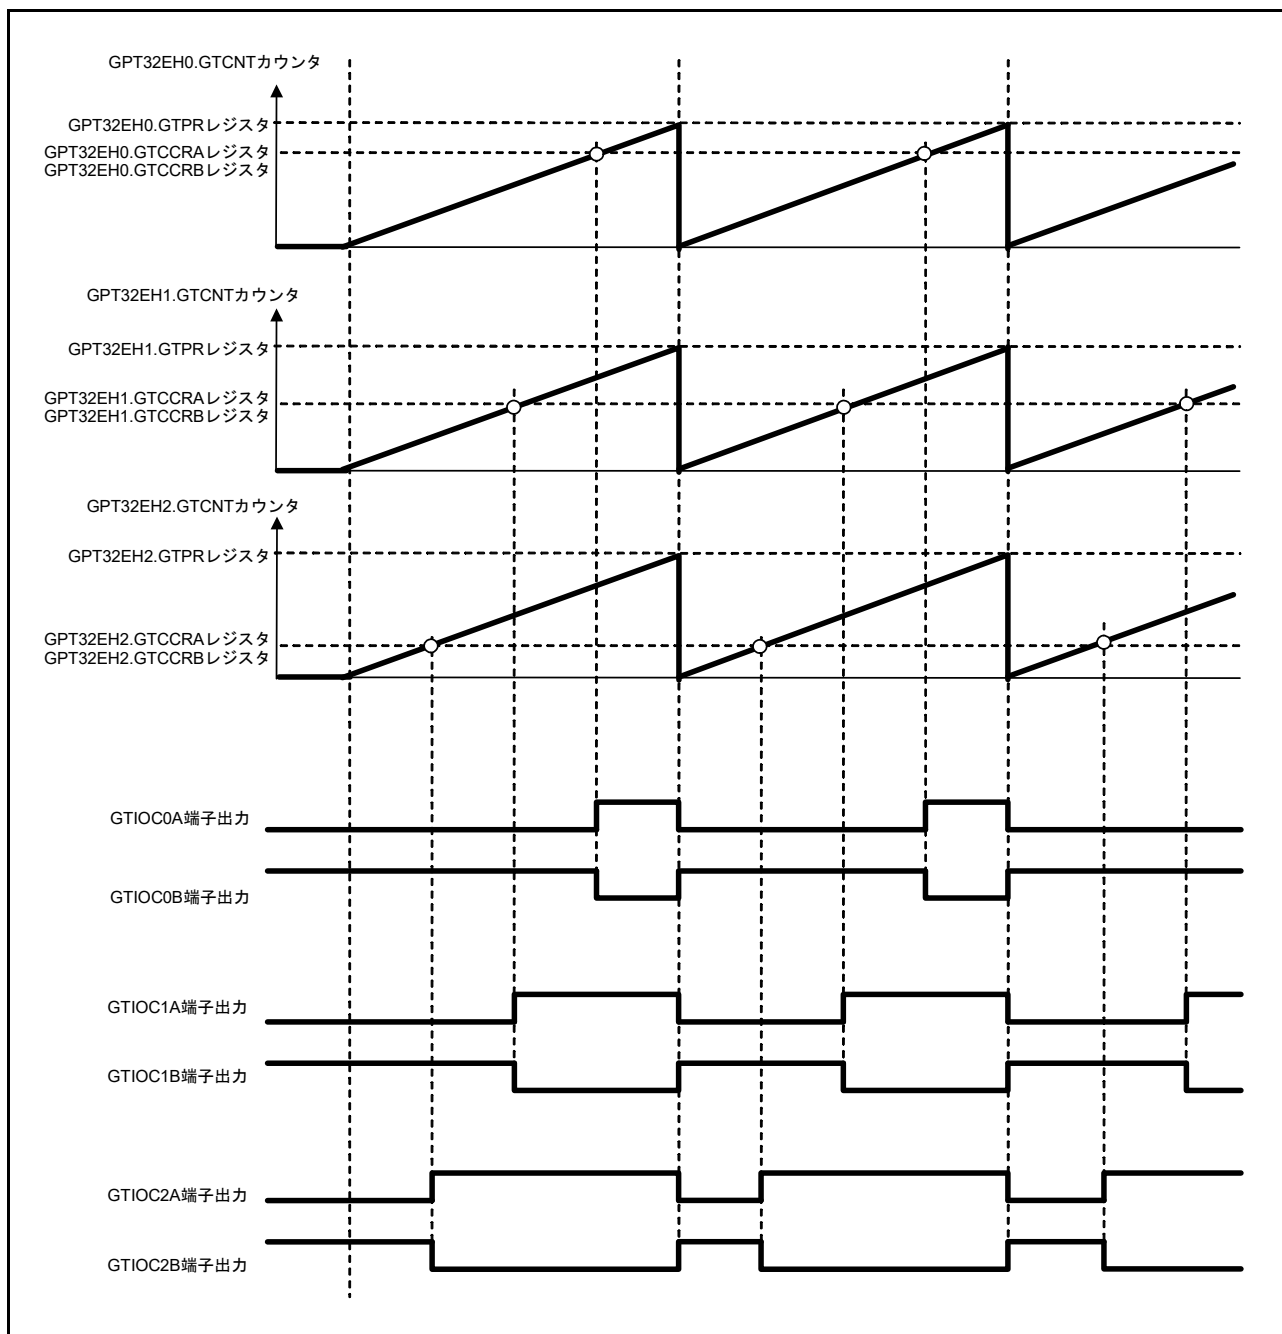 GPT32EH0.GTCNTカウンタ
GPT32EH0.GTPRレジスタ
GPT32EH0.GTCCRAレジスタ
GPT32EH0.GTCCRBレジスタ
GPT32EH1.GTCNTカウンタ
GPT32EH1.GTPRレジスタ
GPT32EH1.GTCCRAレジスタ
GPT32EH1.GTCCRBレジスタ
GPT32EH2.GTCNTカウンタ
GPT32EH2.GTPRレジスタ
GPT32EH2.GTCCRAレジスタ
GPT32EH2.GTCCRBレジスタ
GTIOC0A端子出力
GTIOC0B端子出力
GTIOC1A端子出力
GTIOC1B端子出力
GTIOC2A端子出力
GTIOC2B端子出力